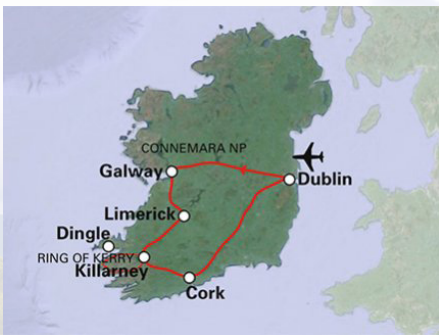 CONNEMARA NP
Galway
Dublin
Limerick
Dingle
RING OF KERRY
Killarney
Cork